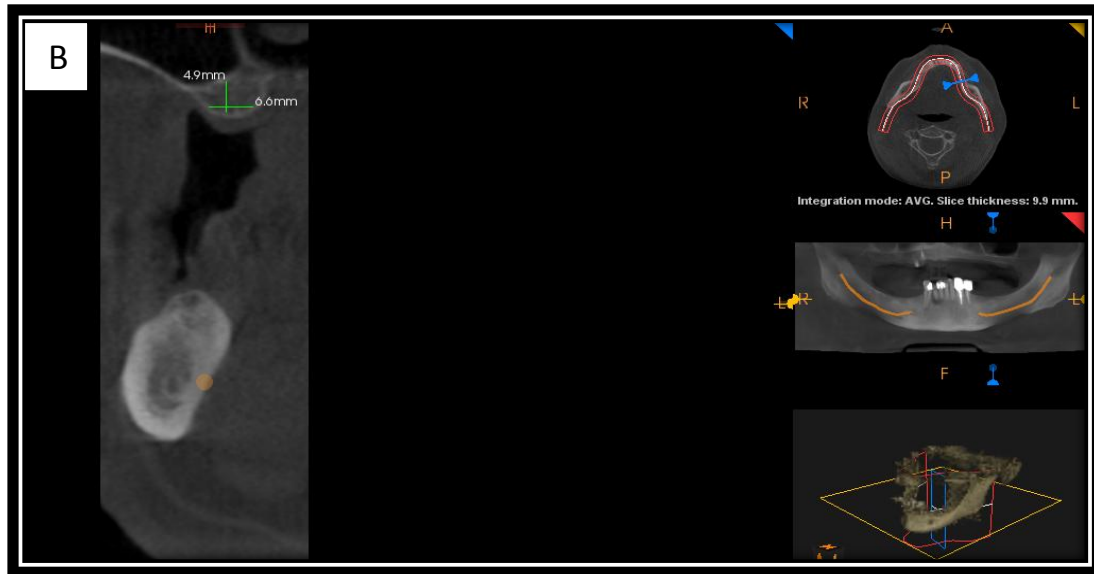 B
4.9mm
6.6mm
A
R
L
P
Integration mode: AVG. Slice thickness: 9.9 mm.
H
R
L
L
F